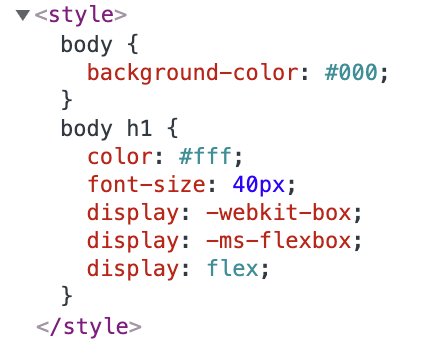 <style>
body {
background-color: #000;
}
body h1 {
color: #fff;
font-size: 40px;
display: -webkit-box;
display: -ms-flexbox;
display: flex;
}
</style>